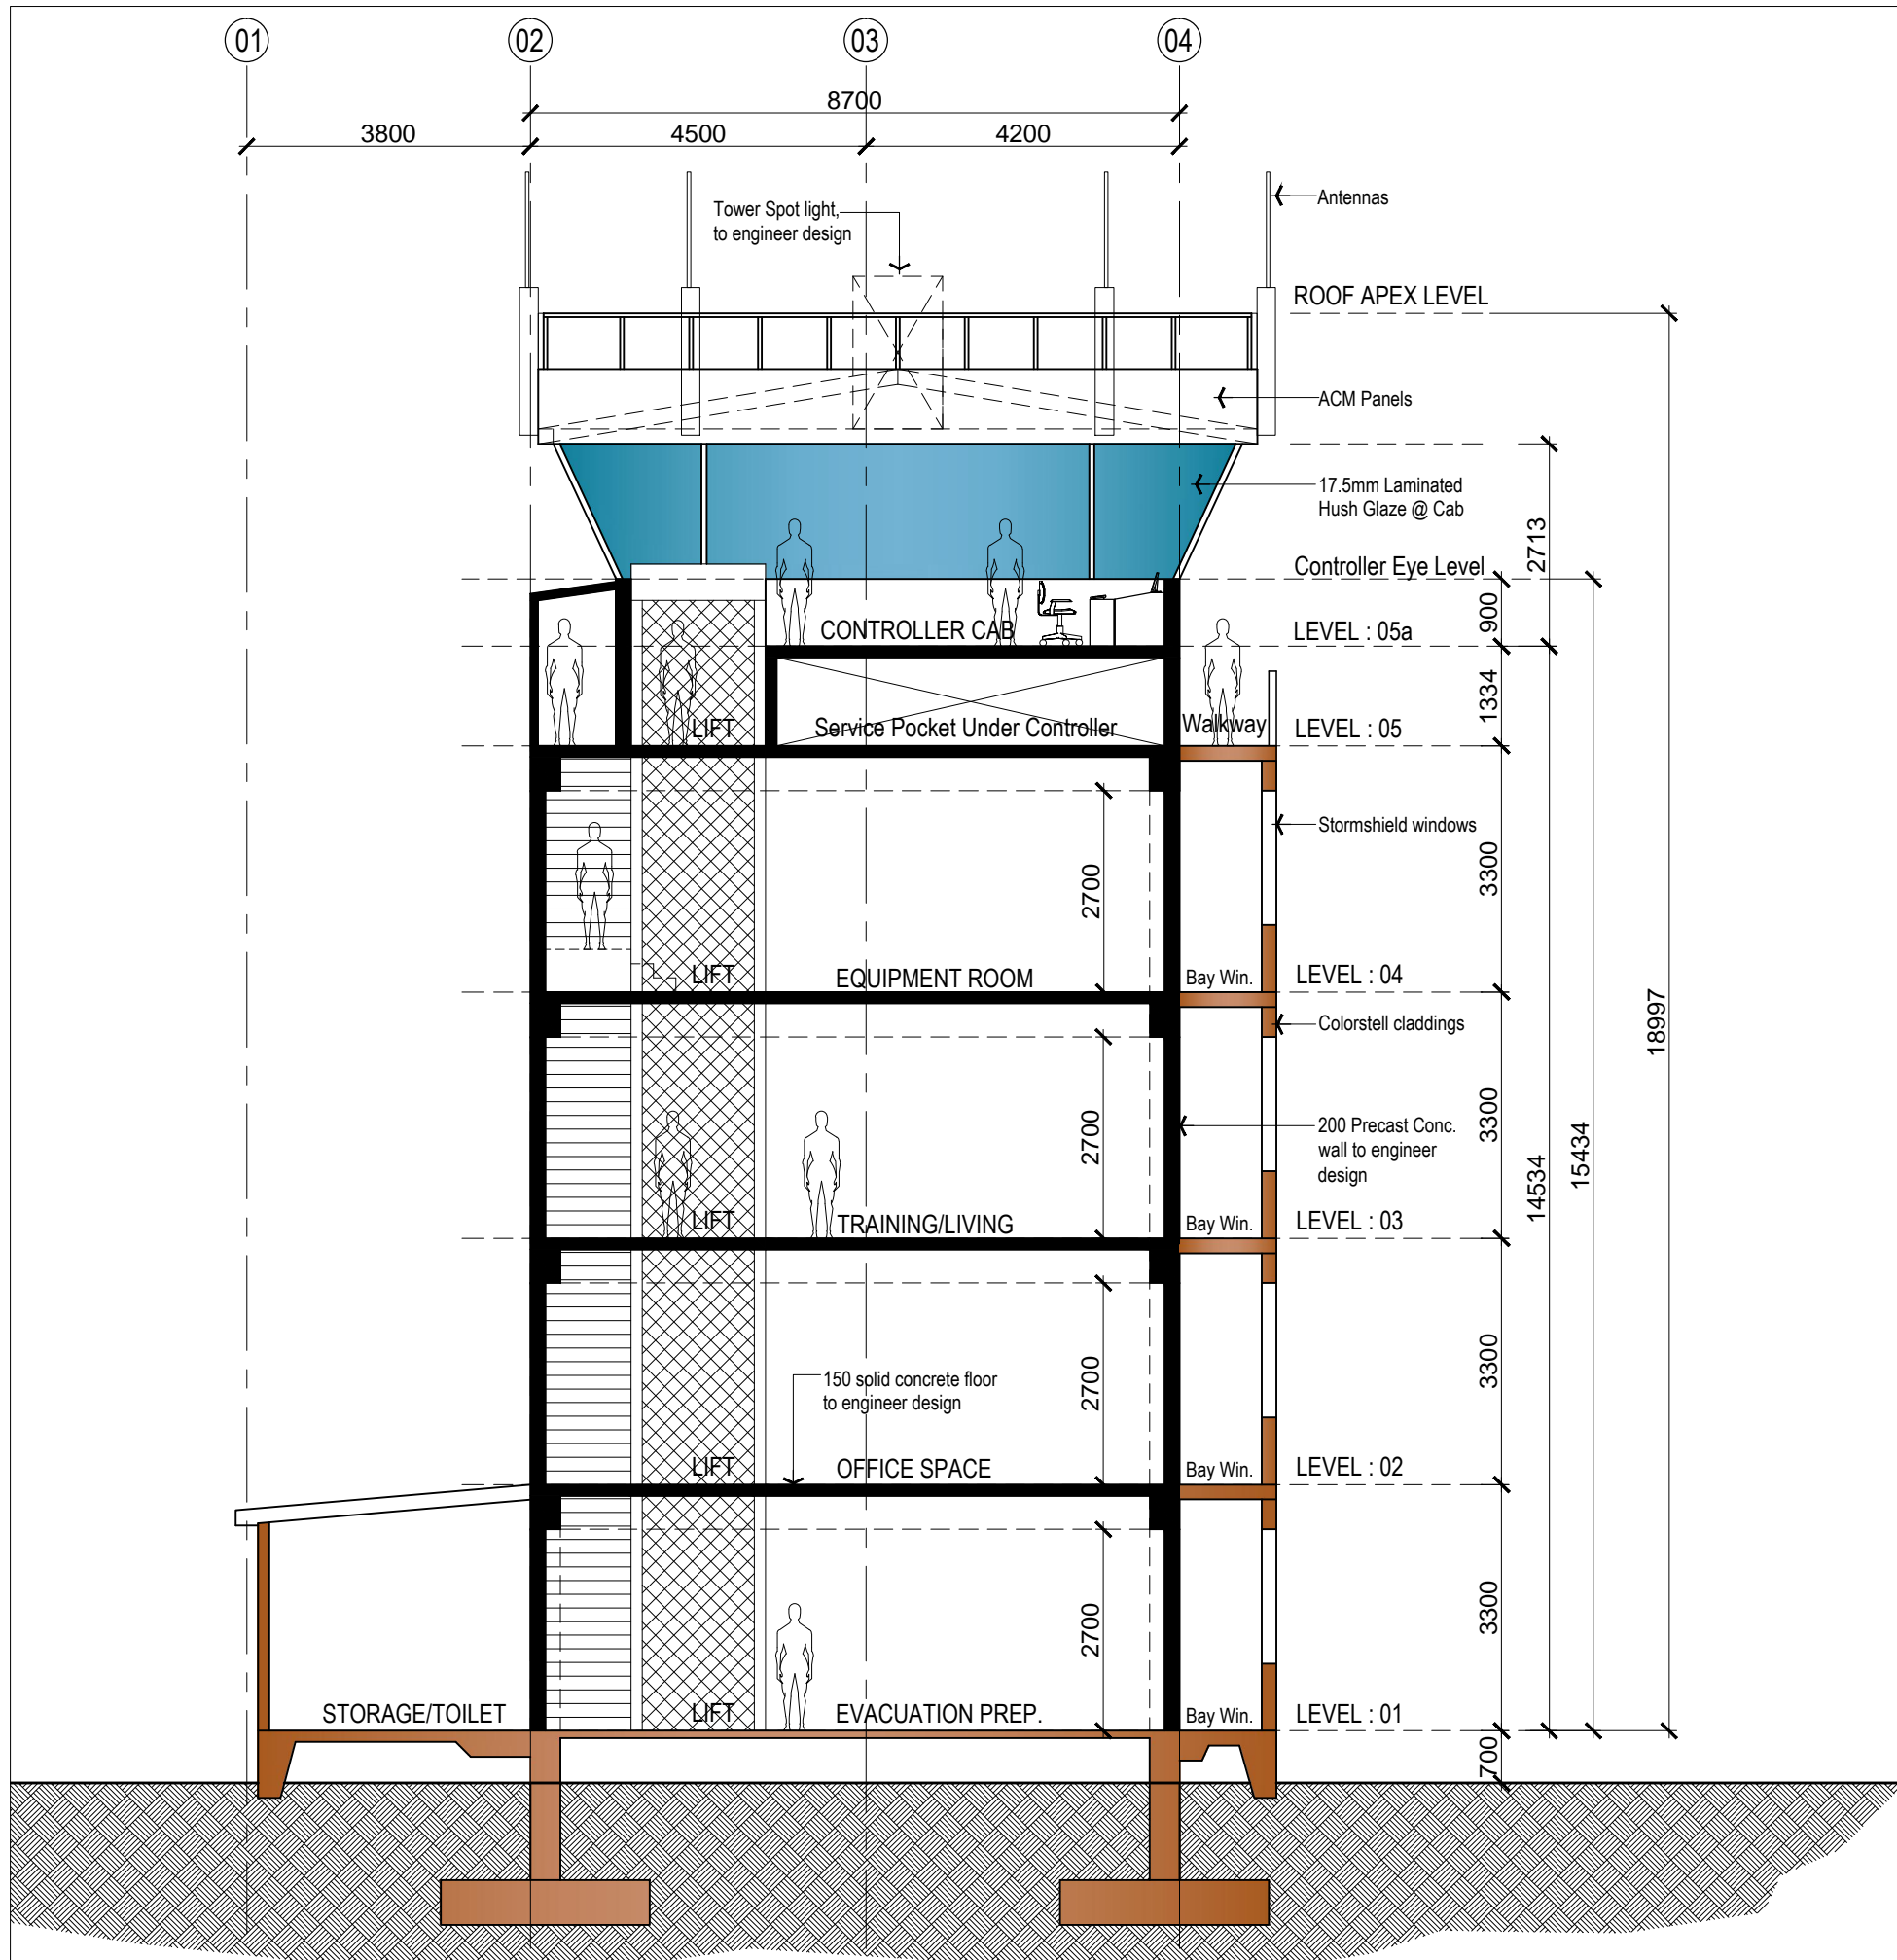 01
02
03
04
8700
3800
4500
4200
Antennas
Tower Spot light,
to engineer design
ROOF APEX LEVEL
ACM Panels
17.5mm Laminated
Hush Glaze @ Cab
2713
Controller Eye Level
900
CONTROLLER CAB
LEVEL : 05a
1334
LIFT
Service Pocket Under Controller
Walkway
LEVEL : 05
Stormshield windows
2700
3300
LIFT
EQUIPMENT ROOM
Bay Win.
LEVEL : 04
Colorstell claddings
18997
2700
3300
200 Precast Conc.
wall to engineer
design
15434
14534
LIFT
TRAINING/LIVING
Bay Win.
LEVEL : 03
2700
3300
150 solid concrete floor
to engineer design
LIFT
OFFICE SPACE
Bay Win.
LEVEL : 02
2700
3300
STORAGE/TOILET
LIFT
EVACUATION PREP.
Bay Win.
LEVEL : 01
700